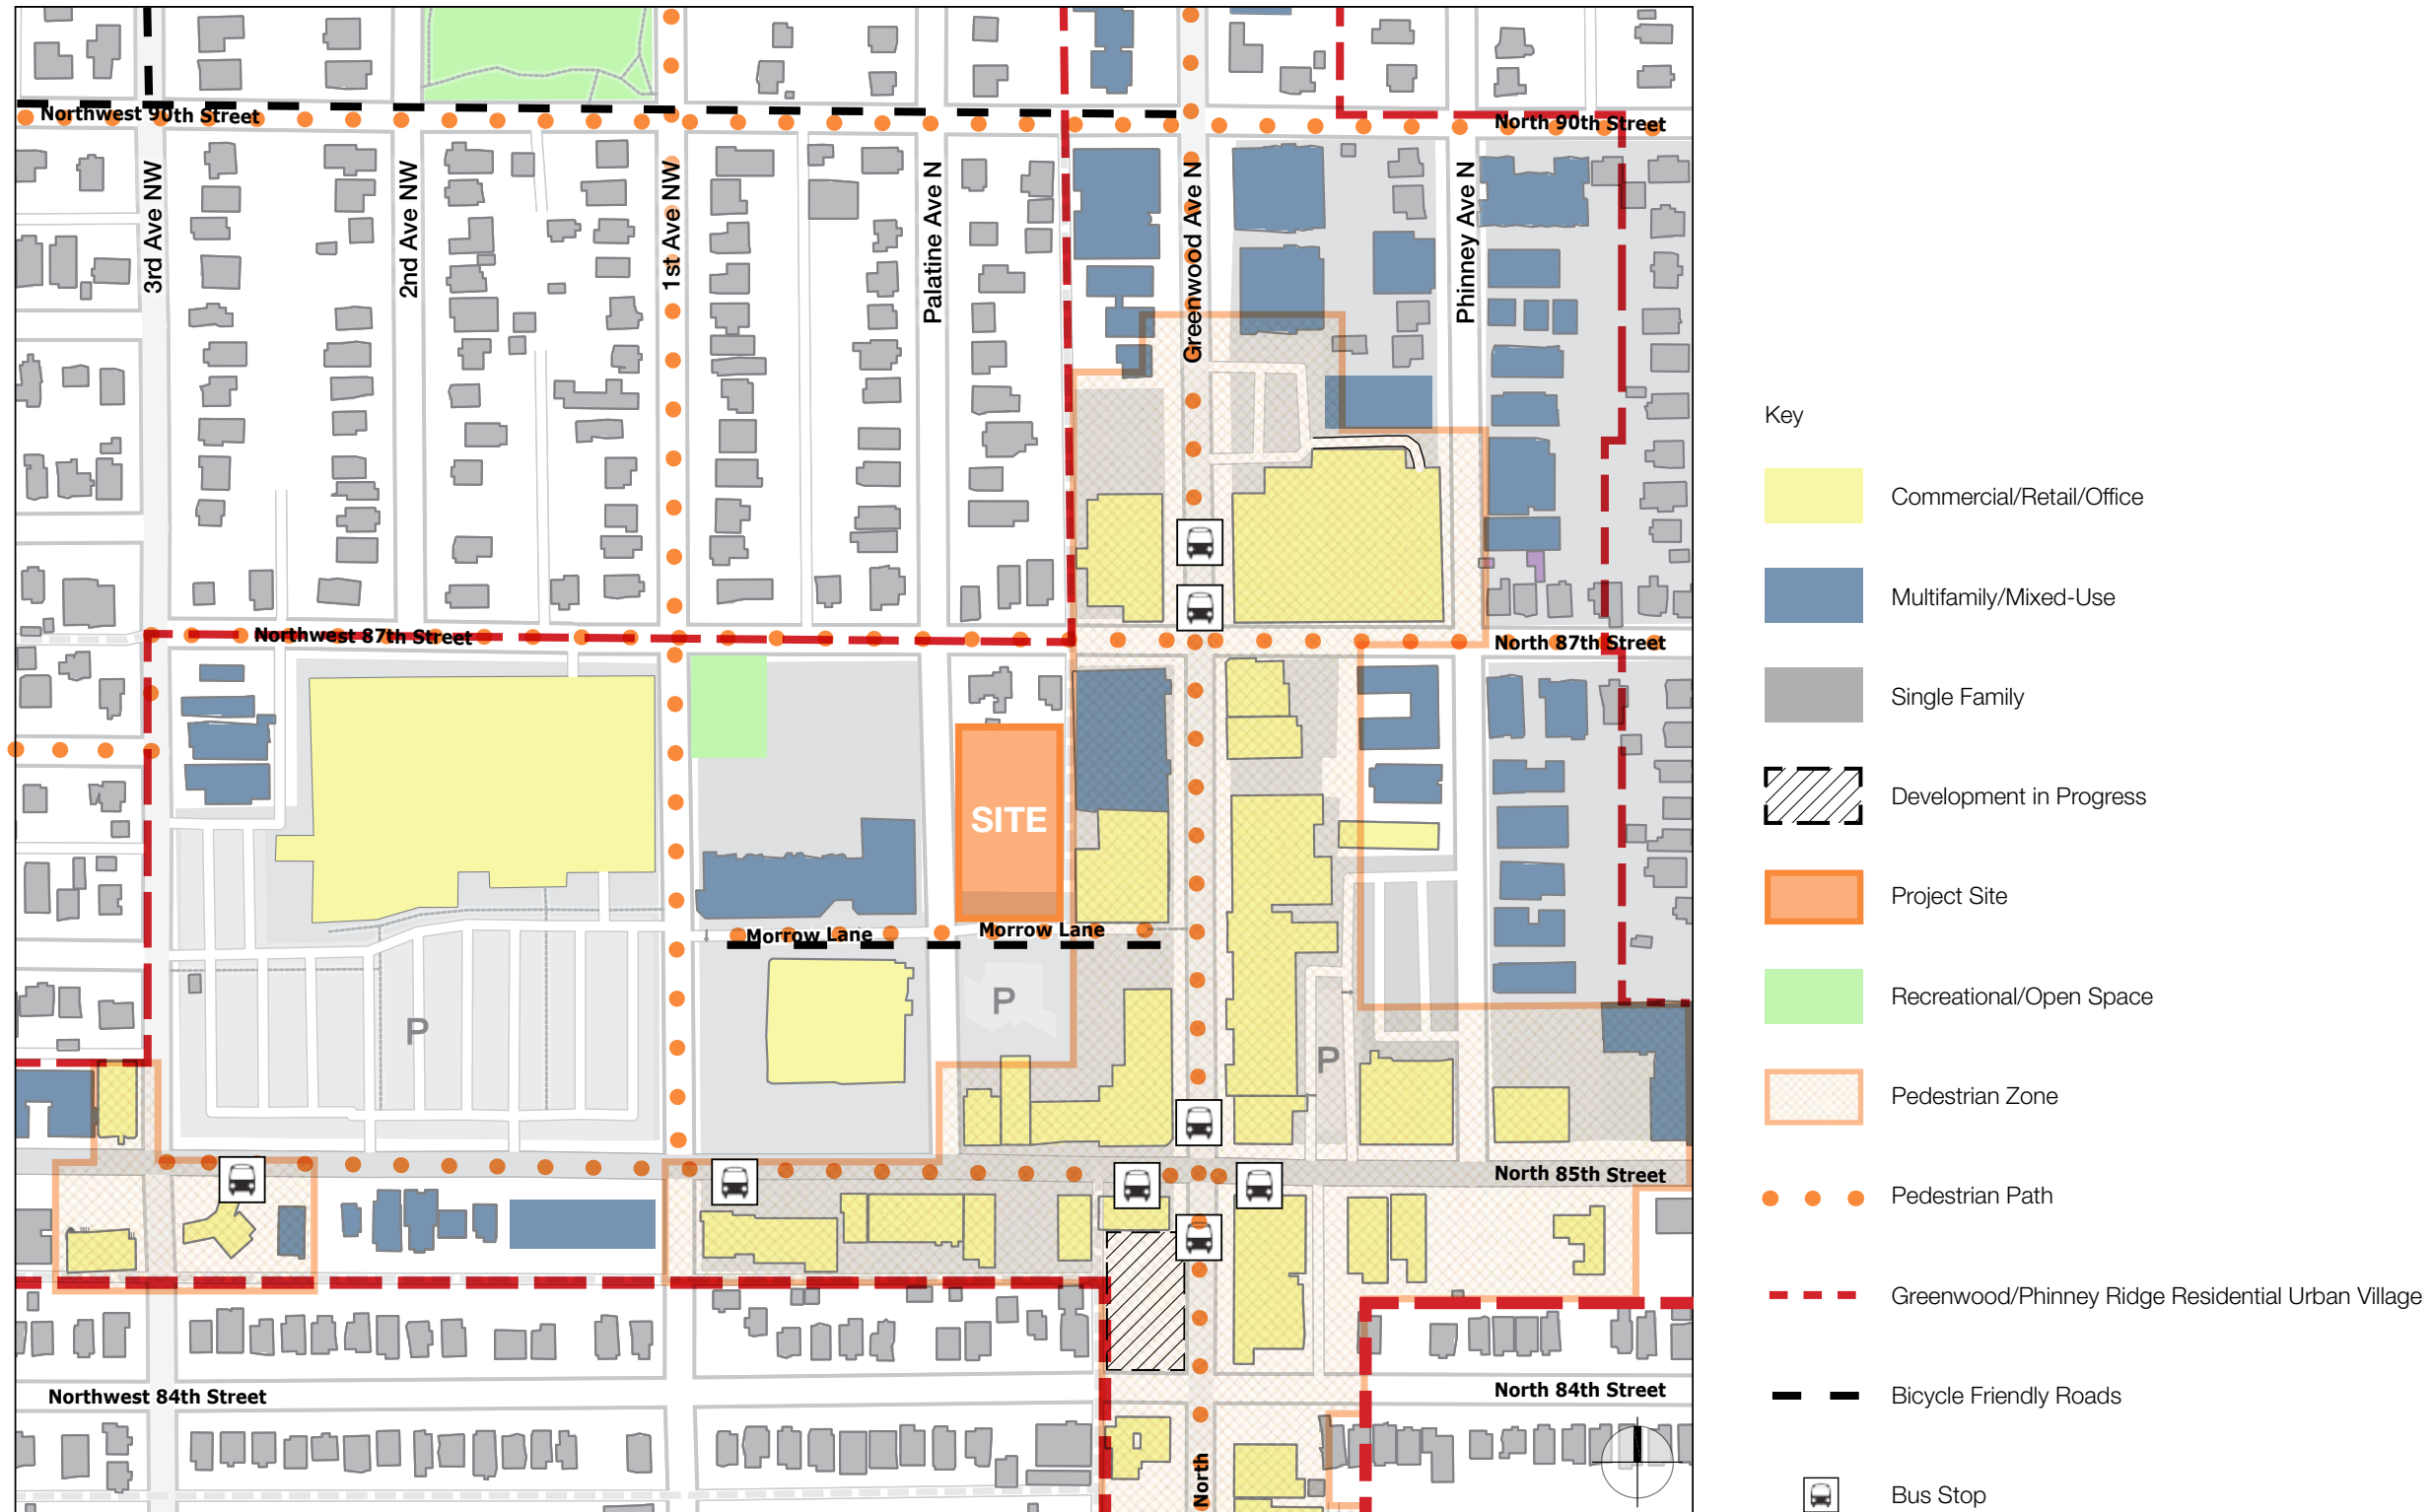 Northwest 90th Street
North 90th Street
3rd Ave NW
2nd Ave NW
1st Ave NW
Palatine Ave N
Greenwood Ave N
Phinney Ave N
Key
Commercial/Retail/Office
Multifamily/Mixed-Use
Northwest 87th Street
North 87th Street
Single Family
SITE
Development in Progress
Project Site
Morrow Lane
Morrow Lane
P
P
P
Recreational/Open Space
Pedestrian Zone
North 85th Street
Pedestrian Path
Greenwood/Phinney Ridge Residential Urban Village
Northwest 84th Street
North 84th Street
Bicycle Friendly Roads
North
Bus Stop